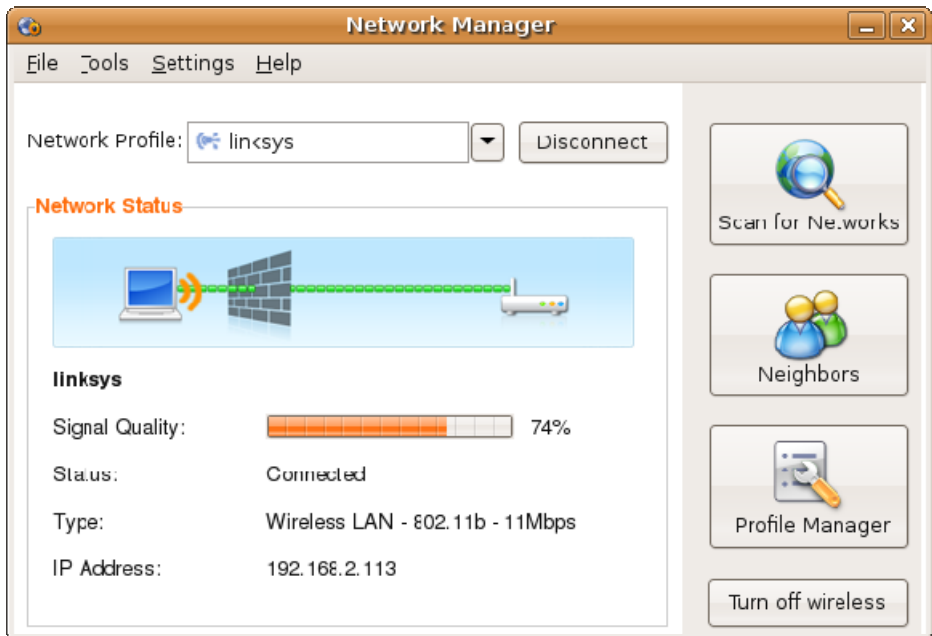 Network Manager
File Tools Settings Help
Network Profile: linksys Disconnect
Network Status
linksys
Signal Quality: 74%
Status: Connected
Type: Wireless LAN - 802.11b - 11Mbps
IP Address: 192.168.2.113
Scan for Networks
Neighbors
Profile Manager
Turn off wireless